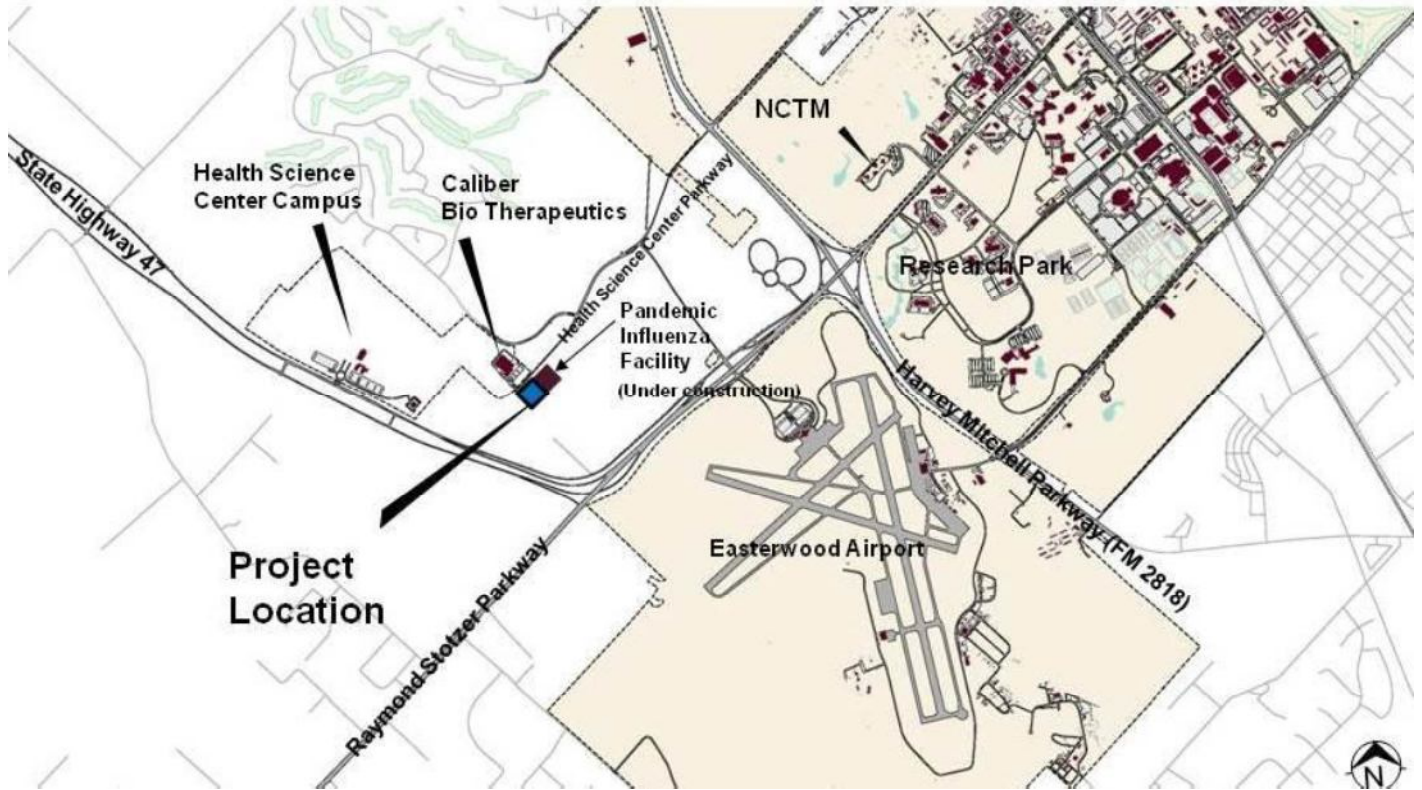 NCTM
Health Science
Center Campus
Caliber
Bio Therapeutics
State Highway 47
Health Science Center Parkway
Research Park
Pandemic
Influenza
Facility
(Under construction)
Harvey Mitchell Parkway (FM 2818)
Easterwood Airport
Project
Location
Raymond Stotzer Parkway
N